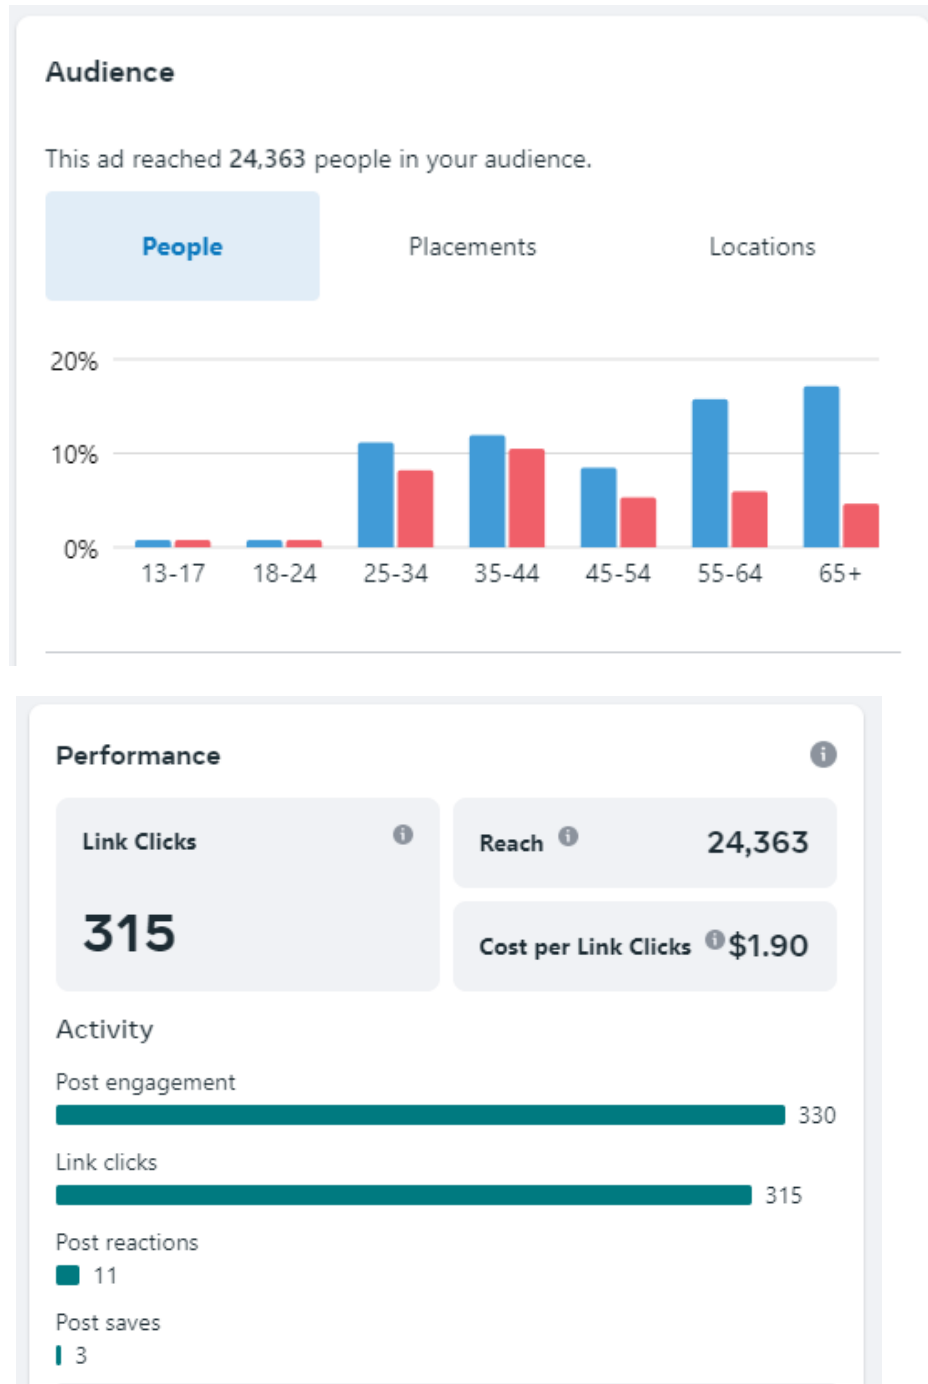 Audience
This ad reached 24,363 people in your audience.
People Placements Locations
20%
10%
0%
13-17 18-24 25-34 35-44 45-54 55-64 65+
Performance
Link Clicks
315
Reach 24,363
Cost per Link Clicks $1.90
Activity
Post engagement
330
Link clicks
315
Post reactions
11
Post saves
3